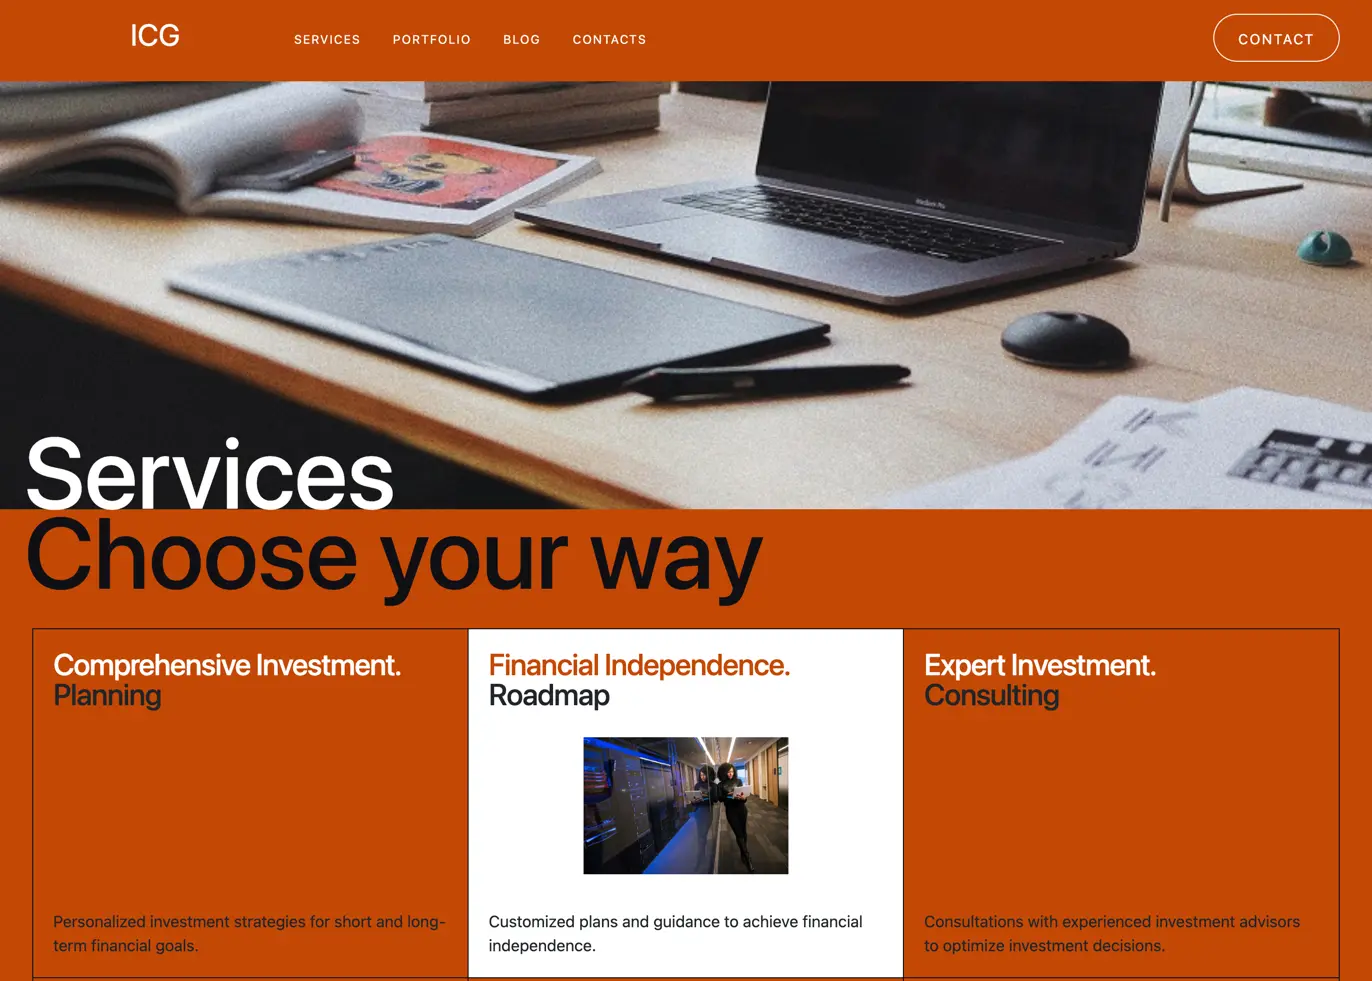 ICG
SERVICES
PORTFOLIO
BLOG
CONTACTS
CONTACT
MacBook Pro
Services
Choose your way
Comprehensive Investment.
Planning
Personalized investment strategies for short and long-
term financial goals.
Financial Independence.
Roadmap
Customized plans and guidance to achieve financial
independence.
Expert Investment.
Consulting
Consultations with experienced investment advisors
to optimize investment decisions.